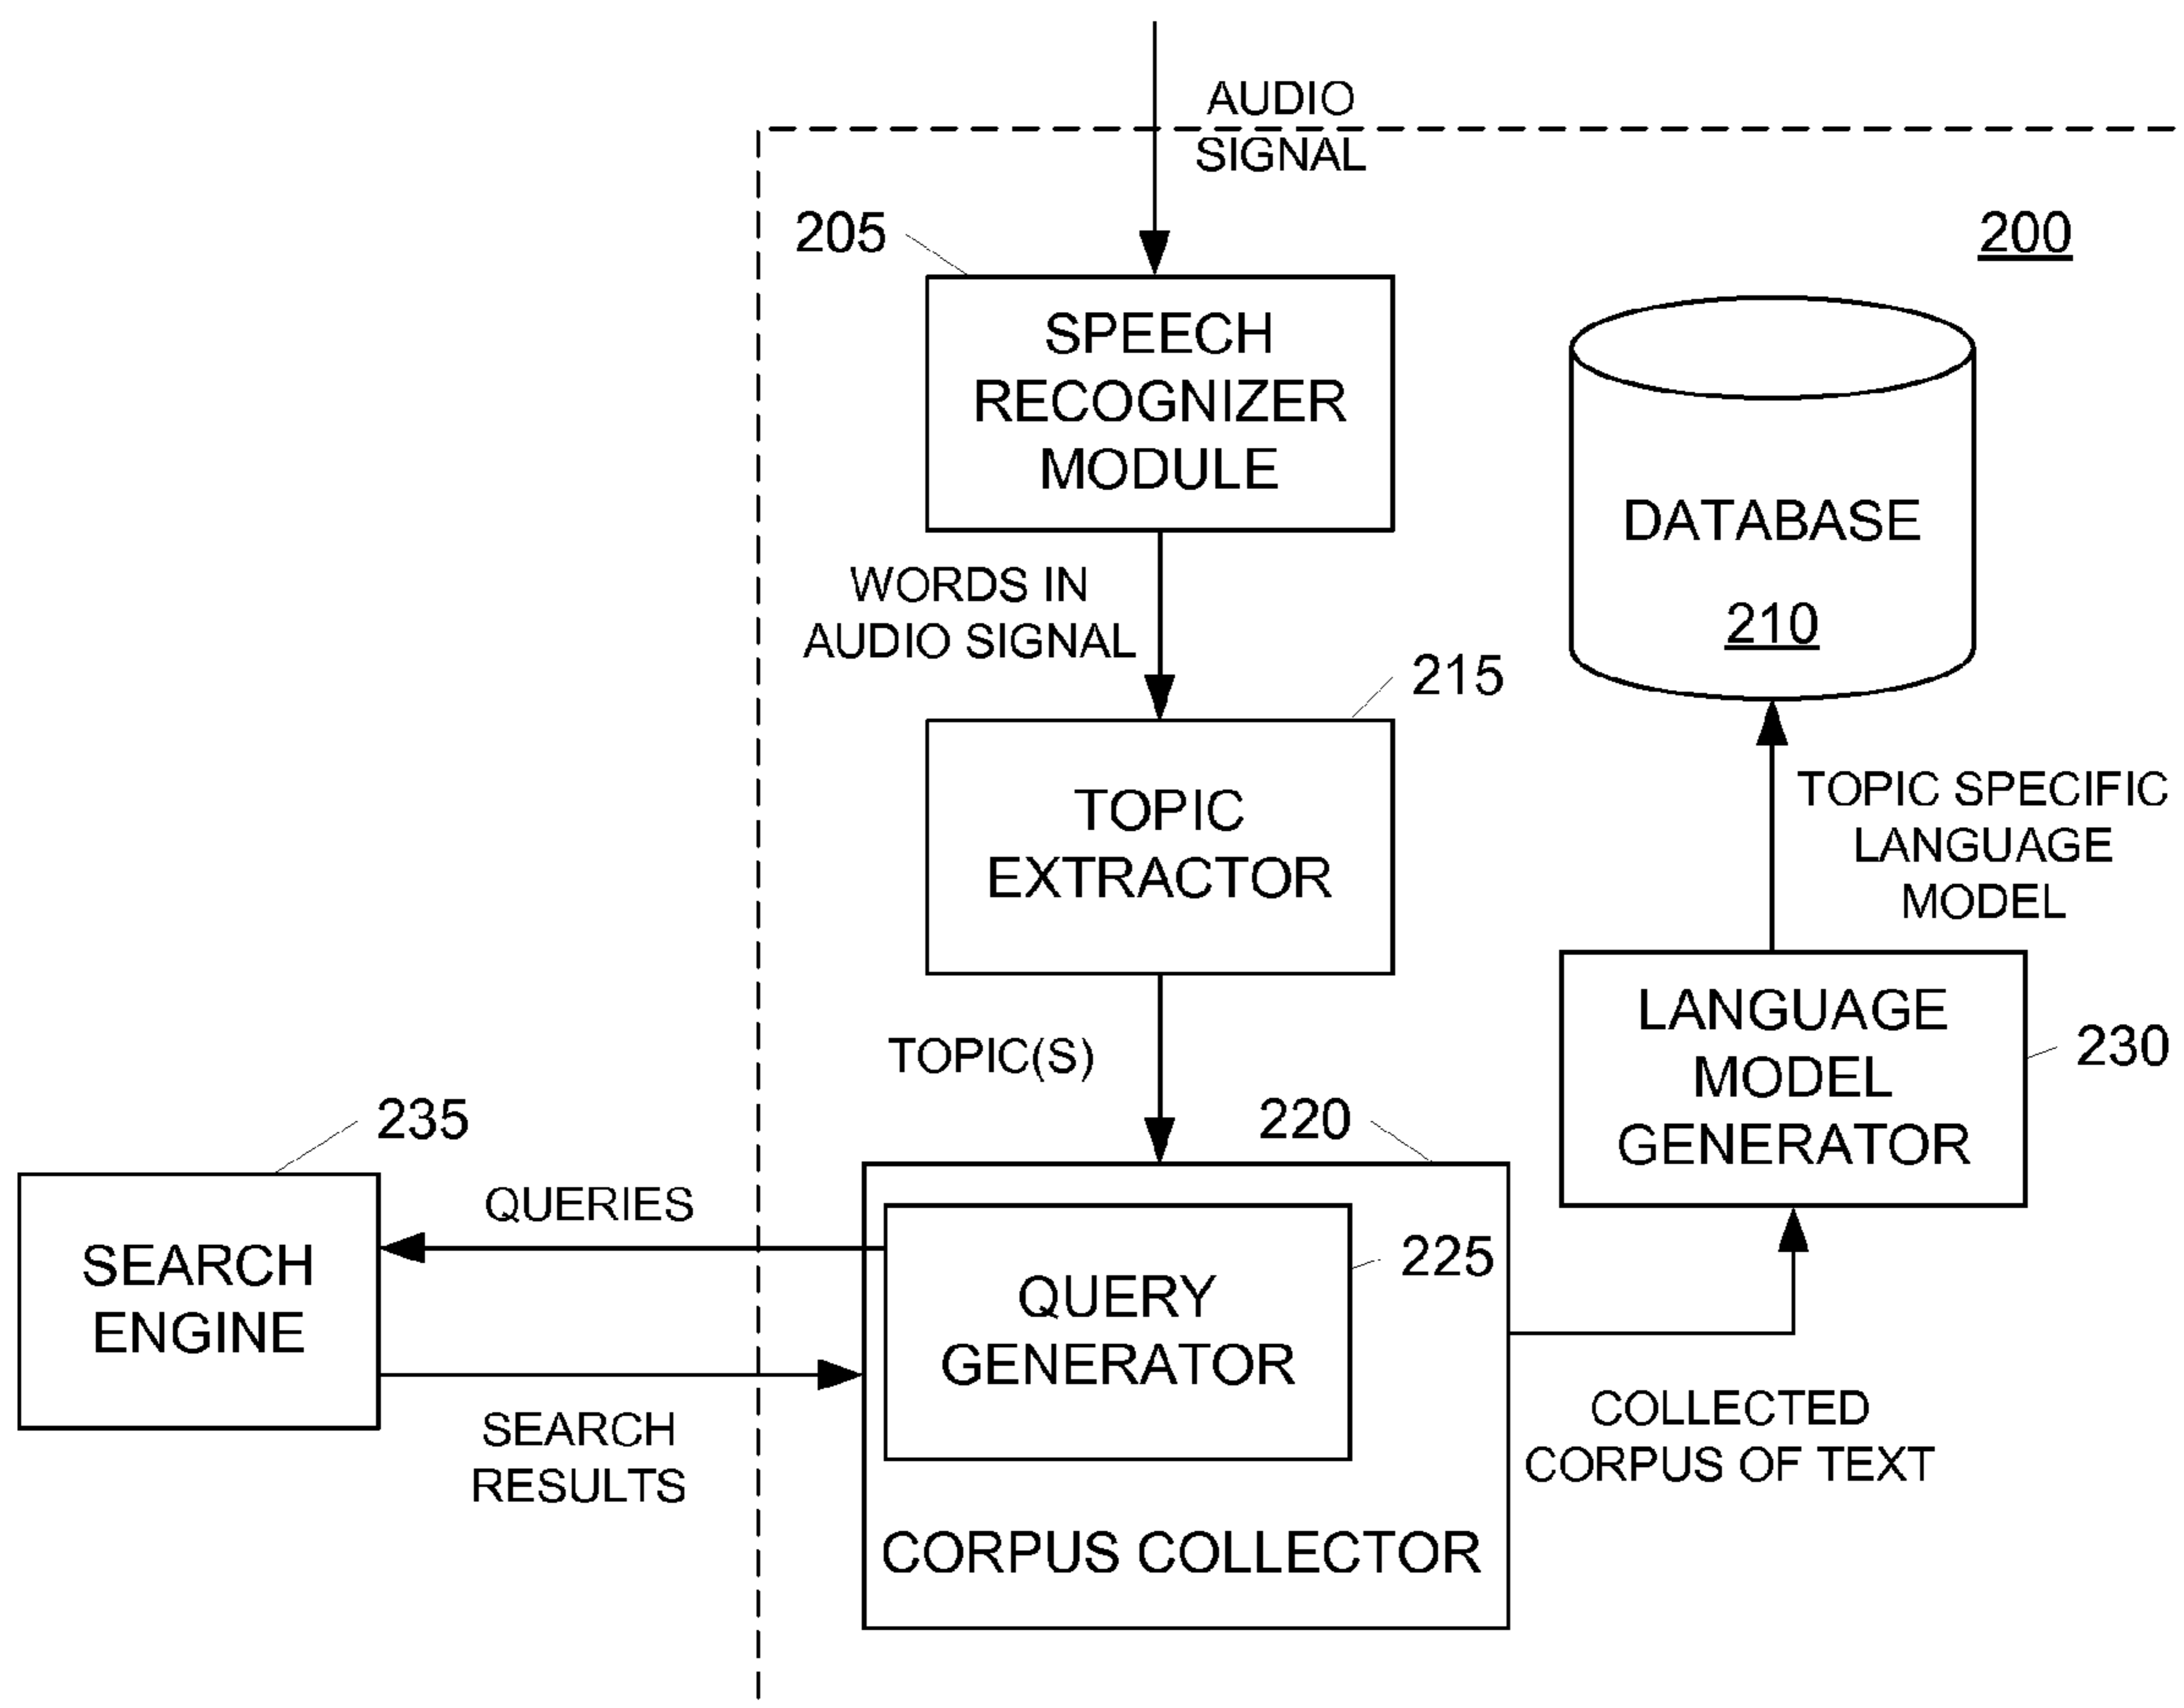 AUDIO
SIGNAL
205
200
SPEECH
RECOGNIZER
MODULE
DATABASE
210
WORDS IN
AUDIO SIGNAL
215
TOPIC
EXTRACTOR
TOPIC SPECIFIC
LANGUAGE
MODEL
TOPIC(S)
LANGUAGE
MODEL
GENERATOR
230
235
220
QUERIES
SEARCH
ENGINE
225
QUERY
GENERATOR
SEARCH
RESULTS
COLLECTED
CORPUS OF TEXT
CORPUS COLLECTOR